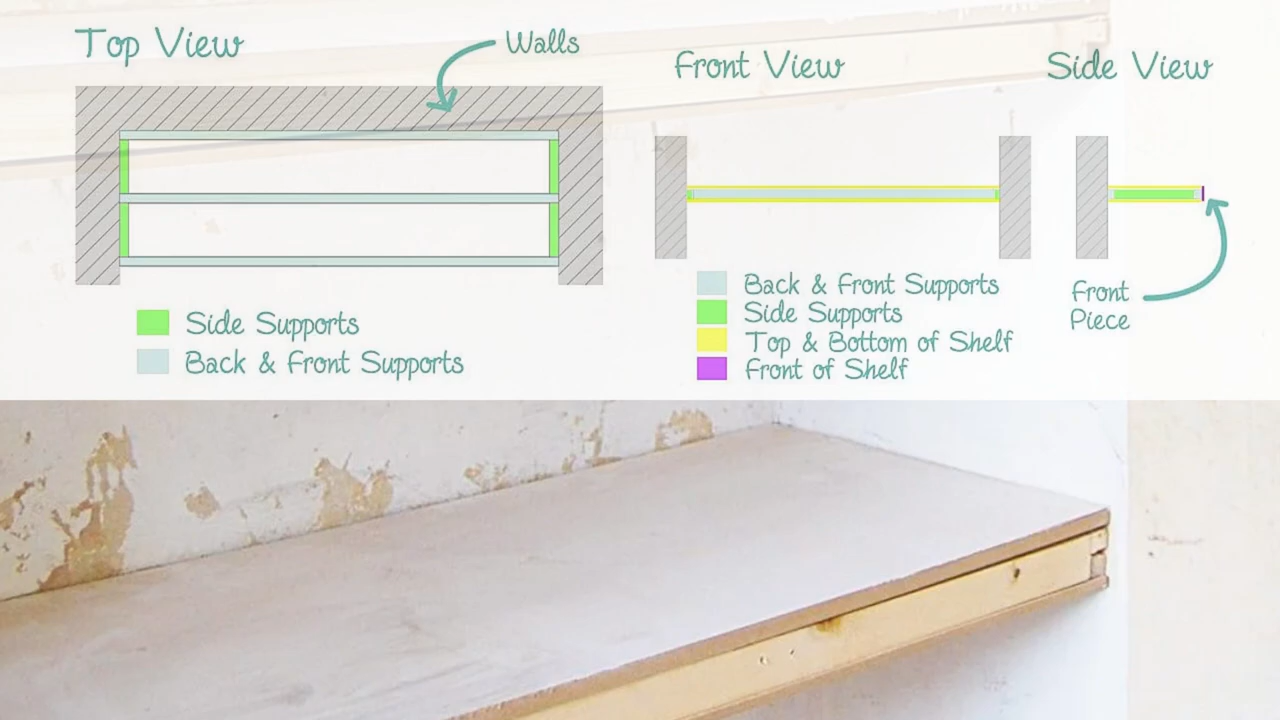 Top View
Walls
Side Supports
Back & Front Supports
Front View
Back & Front Supports
Side Supports
Top & Bottom of Shelf
Front of Shelf
Side View
Front
Piece